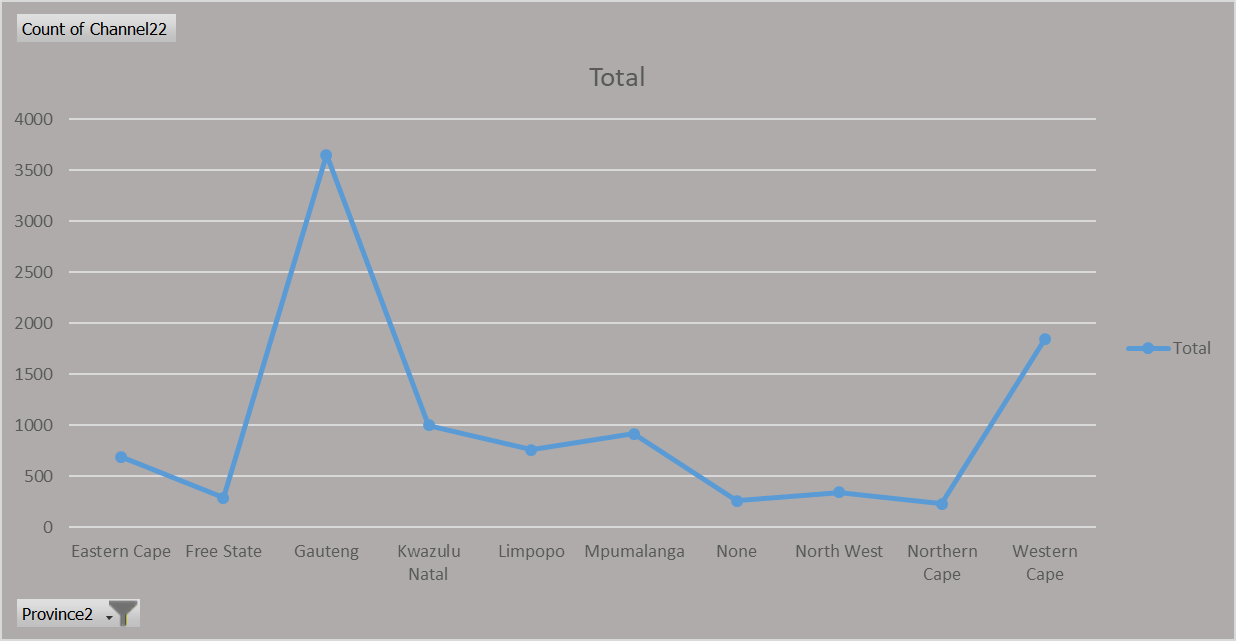 Count of Channel22
Total
4000
3500
3000
2500
2000
1500
1000
500
0
Total
Eastern Cape Free State Gauteng Kwazulu Natal Limpopo Mpumalanga None North West Northern Cape Western Cape
Province2